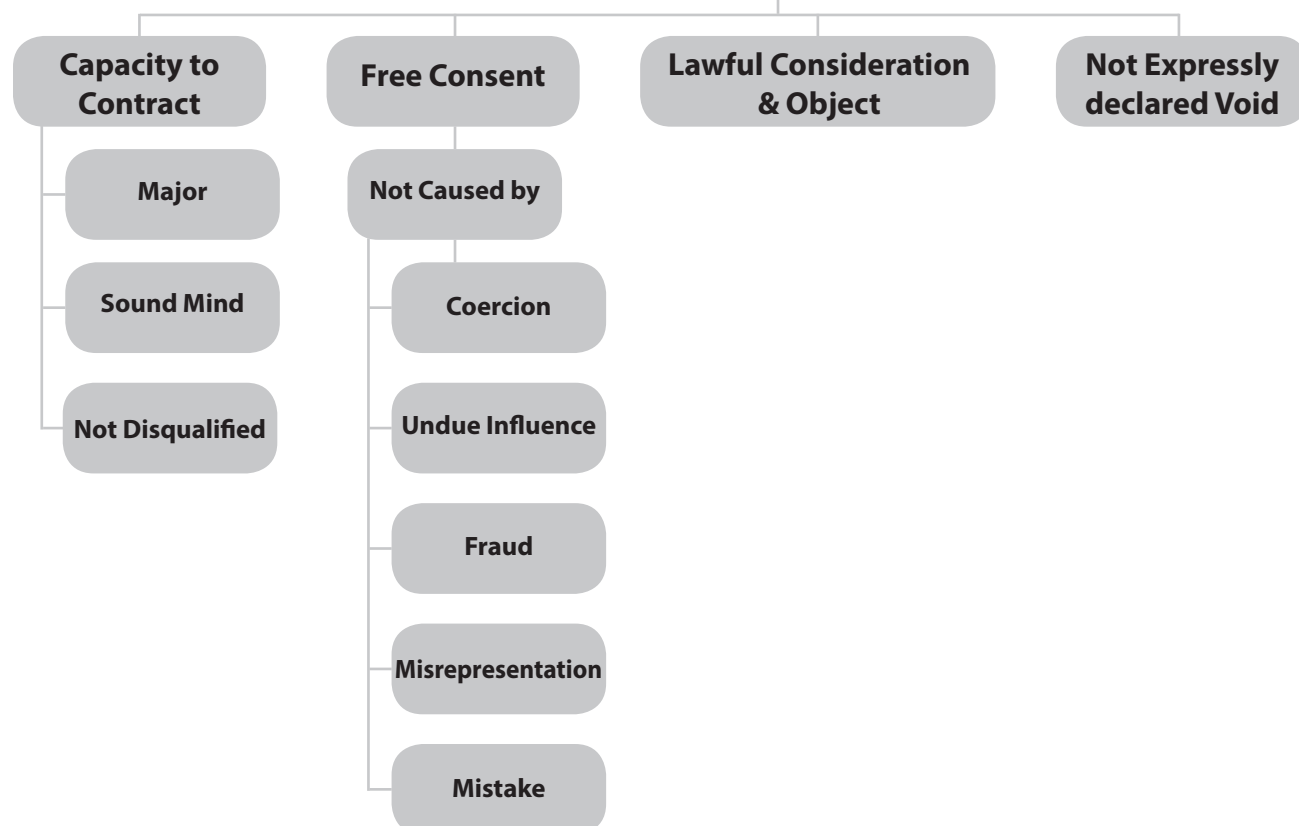 Capacity to
Contract
Major
Sound Mind
Not Disqualified
Free Consent
Not Caused by
Coercion
Undue Influence
Fraud
Misrepresentation
Mistake
Lawful Consideration
& Object
Not Expressly
declared Void